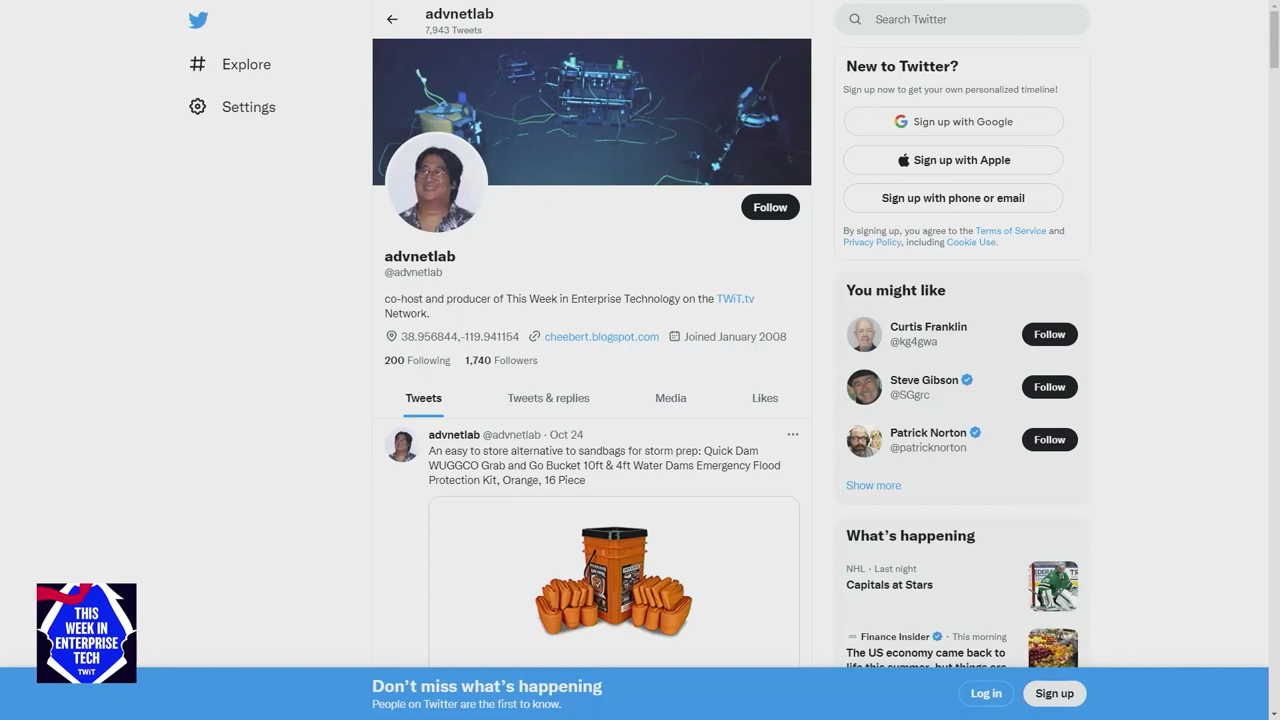 advnetlab
7,943 Tweets
Search Twitter
Explore
Settings
Follow
advnetlab
@advnetlab
co-host and producer of This Week in Enterprise Technology on the TWiT.tv
Network.
38.956844,-119.941154 cheebert.blogspot.com Joined January 2008
200 Following 1,740 Followers
Tweets Tweets & replies Media Likes
advnetlab @advnetlab · Oct 24
An easy to store alternative to sandbags for storm prep: Quick Dam
WUGGCO Grab and Go Bucket 10ft & 4ft Water Dams Emergency Flood
Protection Kit, Orange, 16 Piece
New to Twitter?
Sign up now to get your own personalized timeline!
Sign up with Google
Sign up with Apple
Sign up with phone or email
By signing up, you agree to the Terms of Service and
Privacy Policy, including Cookie Use.
You might like
Curtis Franklin
@kg4gwa
Follow
Steve Gibson
@SGgrc
Follow
Patrick Norton
@patricknorton
Follow
Show more
What's happening
NHL · Last night
Capitals at Stars
Finance Insider · This morning
The US economy came back to
life this summer, but things are
THIS
WEEK IN
ENTERPRISE
TECH
TWiT
Don't miss what's happening
People on Twitter are the first to know.
Log in
Sign up